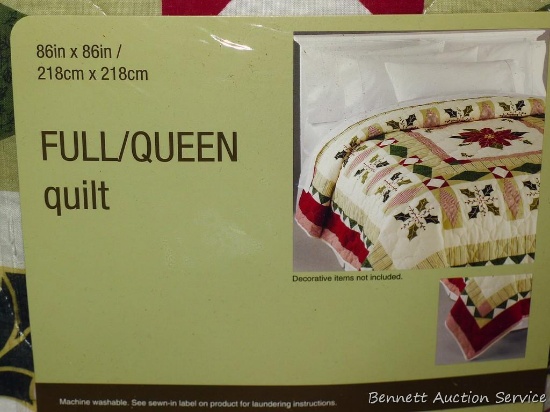 86in x 86in /
218cm x 218cm
FULL/QUEEN
quilt
Decorative items not included.
Machine washable. See sewn-in label on product for laundering instructions.
Bennett Auction Service